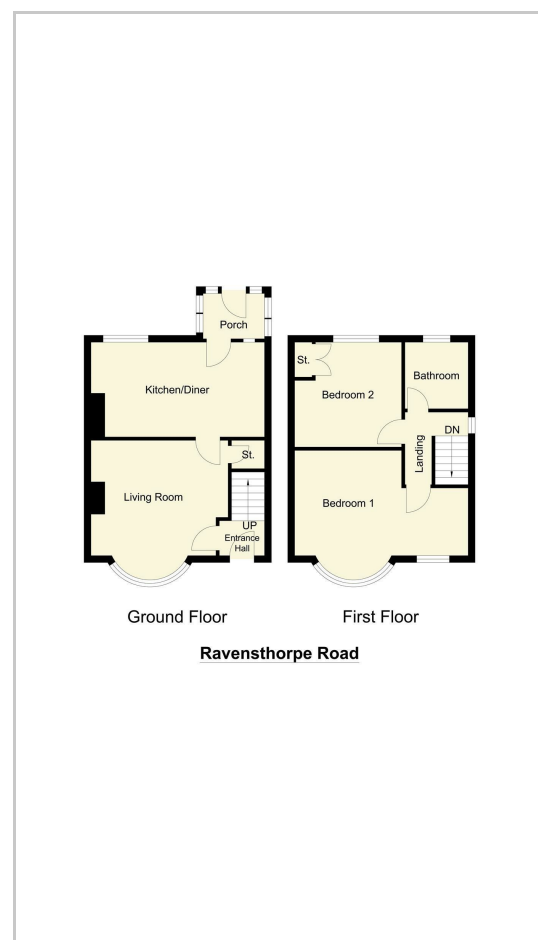 Porch
Kitchen/Diner
St.
Living Room
UP
Entrance
Hall
St.
Bedroom 2
Bathroom
DN
Landing
Bedroom 1
Ground Floor
First Floor
Ravensthorpe Road